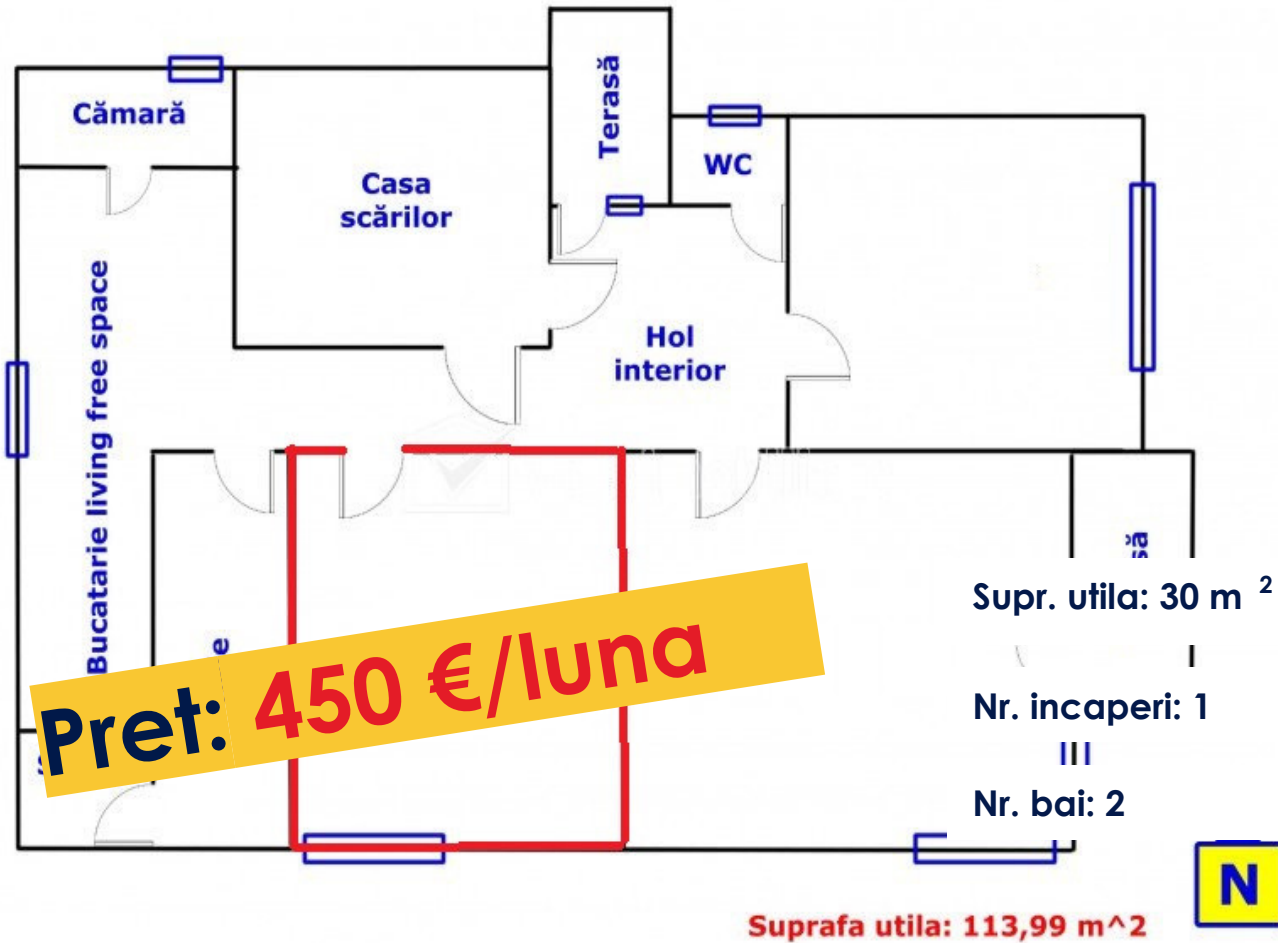 Cămară
Casa
scărilor
Terasă
WC
Hol
interior
Bucatarie living free space
să
e
Pret: 450 €/luna
Supr. utila: 30 m 2
Nr. incaperi: 1
Nr. bai: 2
Suprafa utila: 113,99 m^2
N